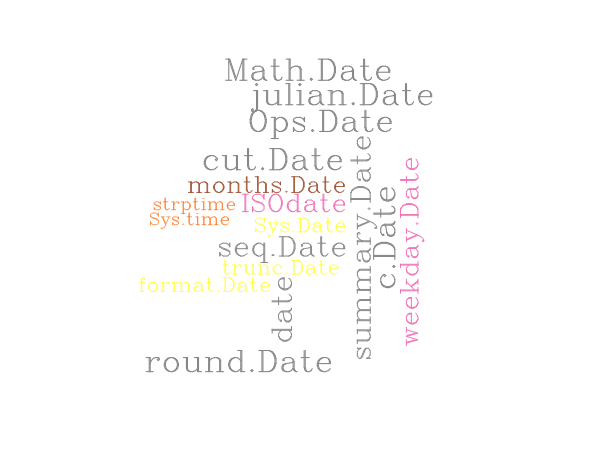 Math.Date
julian.Date
Ops.Date
cut.Date
months.Date
strptime
ISOdate
Sys.time
Sys.Date
seq.Date
trunc.Date
format.Date
date
summary.Date
c.Date
weekday.Date
round.Date